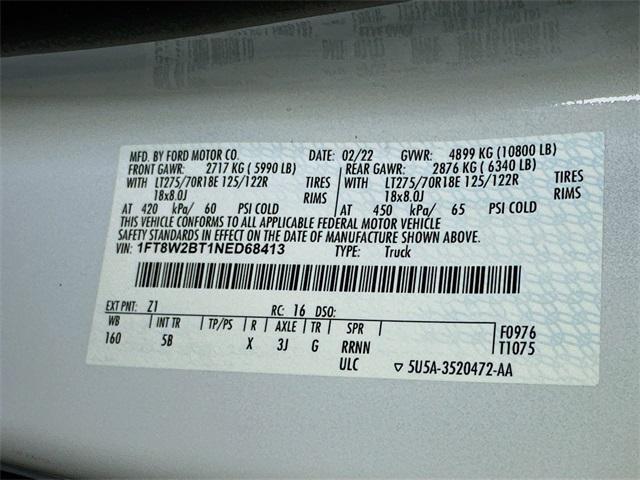 MFD. BY FORD MOTOR CO. DATE: 02/22 GVWR: 4899 KG (10800 LB)
FRONT GAWR: 2717 KG ( 5990 LB) REAR GAWR: 2876 KG ( 6340 LB)
WITH LT275/70R18E 125/122R TIRES WITH LT275/70R18E 125/122R TIRES
18x8.0J RIMS 18x8.0J RIMS
AT 420 kPa/ 60 PSI COLD AT 450 kPa/ 65 PSI COLD
THIS VEHICLE CONFORMS TO ALL APPLICABLE FEDERAL MOTOR VEHICLE
SAFETY STANDARDS IN EFFECT ON THE DATE OF MANUFACTURE SHOWN ABOVE.
VIN: 1FT8W2BT1NED68413 TYPE: Truck
EXT PNT: Z1 RC: 16 DSO: F0976
WB INT TR TP/PS R AXLE TR SPR T1075
160 5B X 3J G RRNN
ULC ▽ 5U5A-3520472-AA